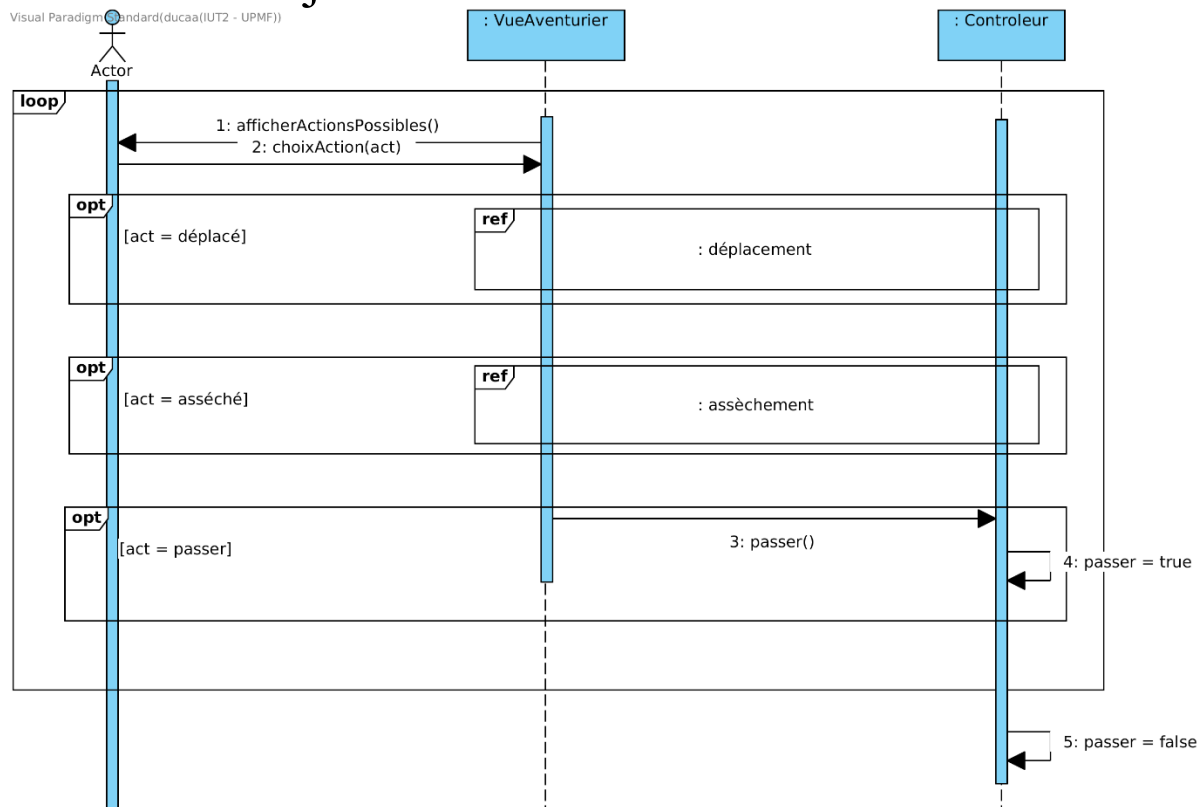 Visual Paradigm Standard(ducaa(IUT2 - UPMF))
: VueAventurier
: Controleur
Actor
loop
1: afficherActionsPossibles()
2: choixAction(act)
opt
ref
[act = déplacé]
: déplacement
opt
ref
[act = asséché]
: assèchement
opt
3: passer()
[act = passer]
4: passer = true
5: passer = false